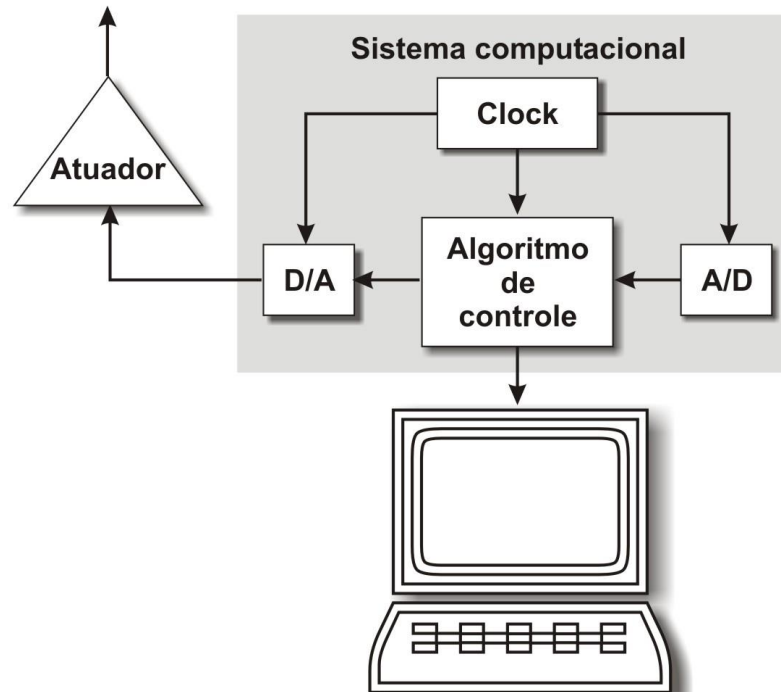 Sistema computacional
Clock
Atuador
D/A
Algoritmo
de
controle
A/D